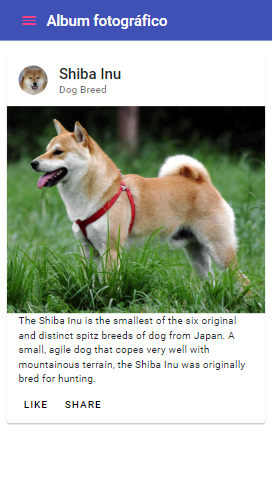 Album fotográfico
Shiba Inu
Dog Breed
The Shiba Inu is the smallest of the six original
and distinct spitz breeds of dog from Japan. A
small, agile dog that copes very well with
mountainous terrain, the Shiba Inu was originally
bred for hunting.
LIKE SHARE